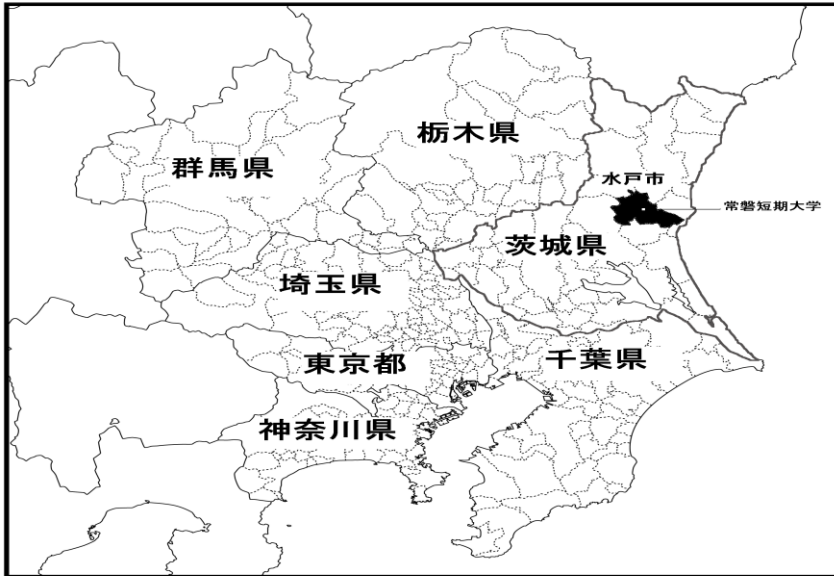 栃木県
群馬県
水戸市
常磐短期大学
茨城県
埼玉県
東京都
千葉県
神奈川県